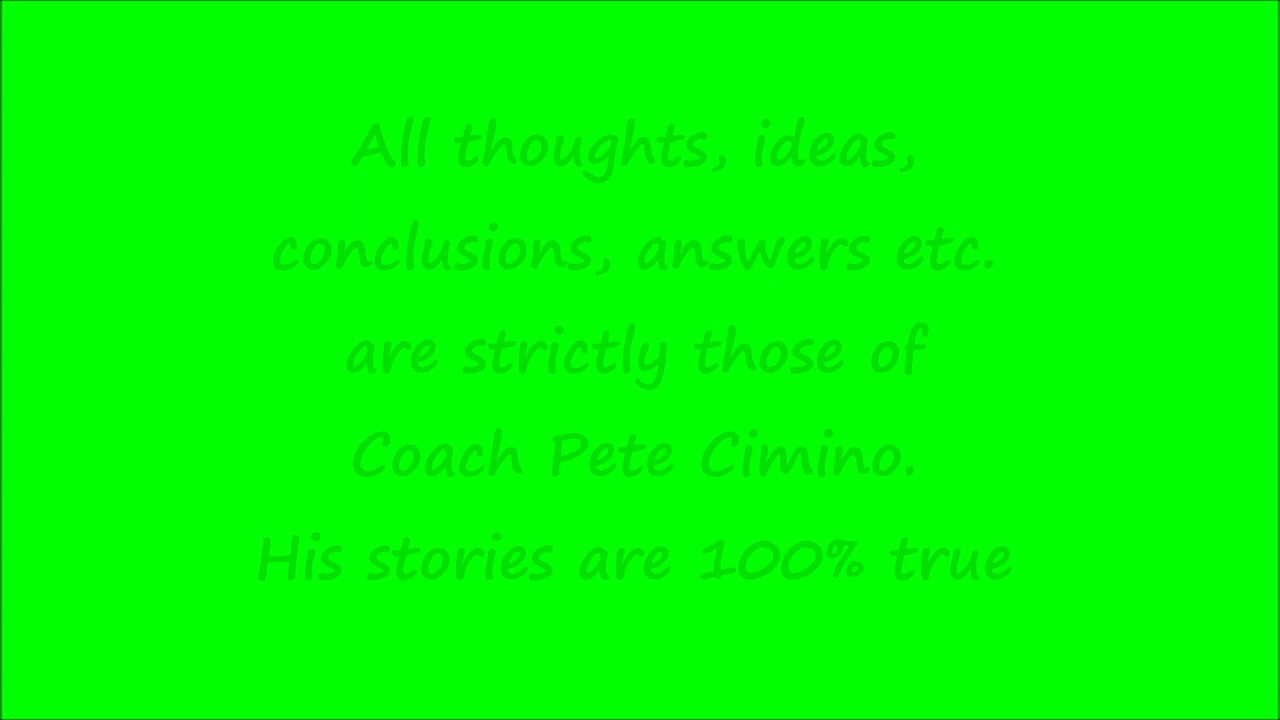 All thoughts, ideas,
conclusions, answers etc.
are strictly those of
Coach Pete Cimino.
His stories are 100% true